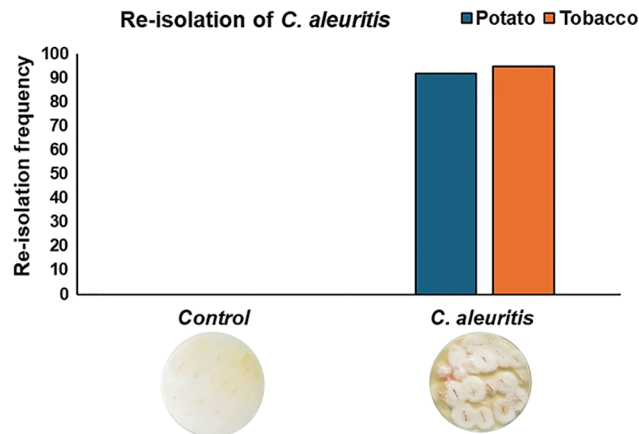 Re-isolation of C. aleuritis
Potato Tobacco
Re-isolation frequency
100
90
80
70
60
50
40
30
20
10
0
Control
C. aleuritis